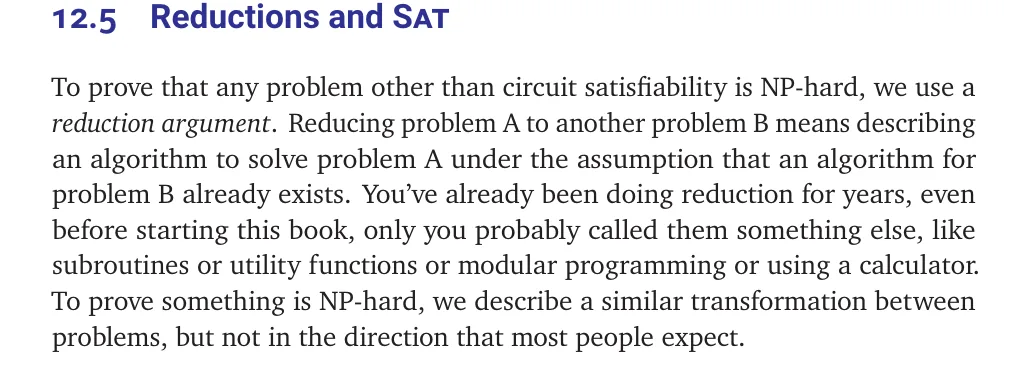 12.5 Reductions and SAT
To prove that any problem other than circuit satisfiability is NP-hard, we use a
reduction argument. Reducing problem A to another problem B means describing
an algorithm to solve problem A under the assumption that an algorithm for
problem B already exists. You’ve already been doing reduction for years, even
before starting this book, only you probably called them something else, like
subroutines or utility functions or modular programming or using a calculator.
To prove something is NP-hard, we describe a similar transformation between
problems, but not in the direction that most people expect.